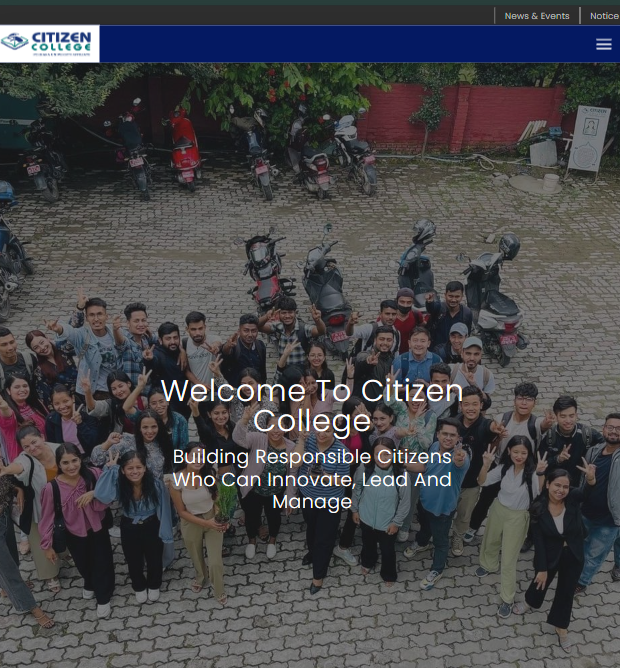 News & Events
Notice
CITIZEN
COLLEGE
Welcome To Citizen
College
Building Responsible Citizens
Who Can Innovate, Lead And
Manage